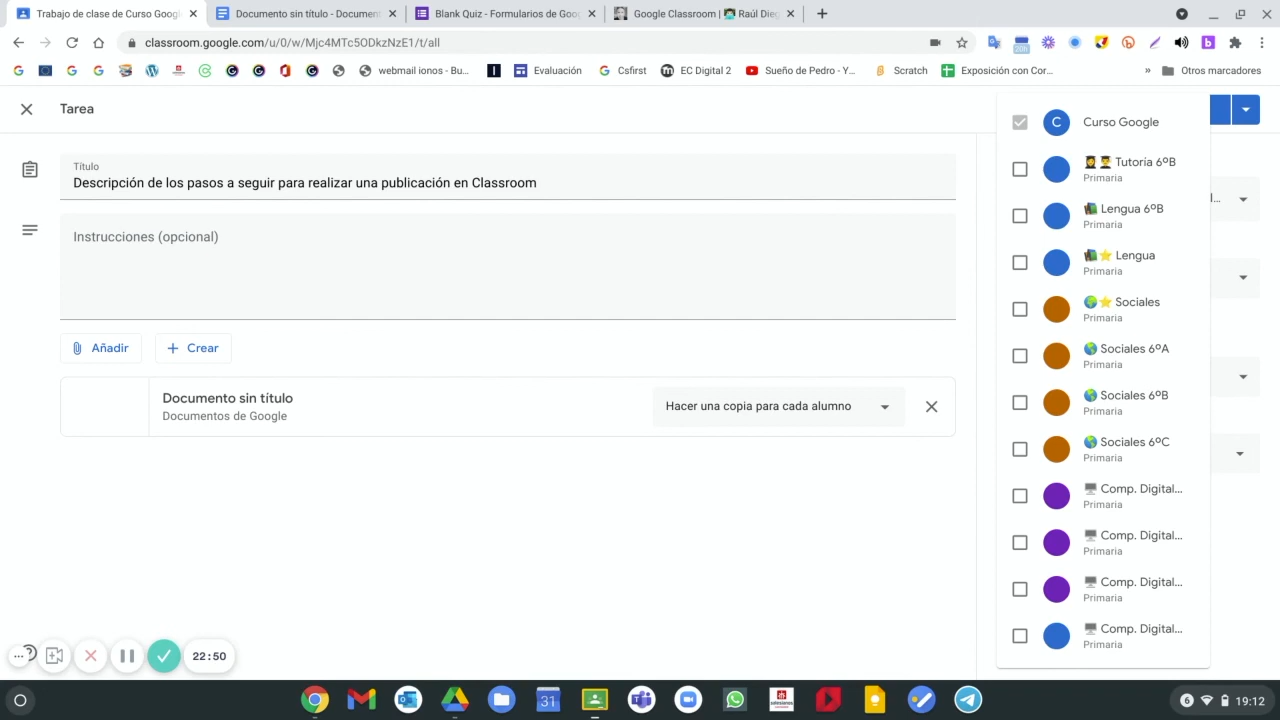 Trabajo de clase de Curso Googl
Documento sin título - Document
Blank Quiz - Formularios de Goog
Google Classroom | Raúl Dieg
classroom.google.com/u/0/w/Mjc4MTc5ODkzNzE1/t/all
webmail ionos - Bu...
Evaluación
Csfirst
EC Digital 2
Sueño de Pedro - Y...
Scratch
Exposición con Cor...
»
Otros marcadores
Tarea
Título
Descripción de los pasos a seguir para realizar una publicación en Classroom
Instrucciones (opcional)
Añadir
Crear
Documento sin título
Documentos de Google
Hacer una copia para cada alumno
C Curso Google
Tutoría 6ºB
Primaria
Lengua 6ºB
Primaria
Lengua
Primaria
Sociales
Primaria
Sociales 6ºA
Primaria
Sociales 6ºB
Primaria
Sociales 6ºC
Primaria
Comp. Digital...
Primaria
Comp. Digital...
Primaria
Comp. Digital...
Primaria
Comp. Digital...
Primaria
22:50
31
6
19:12